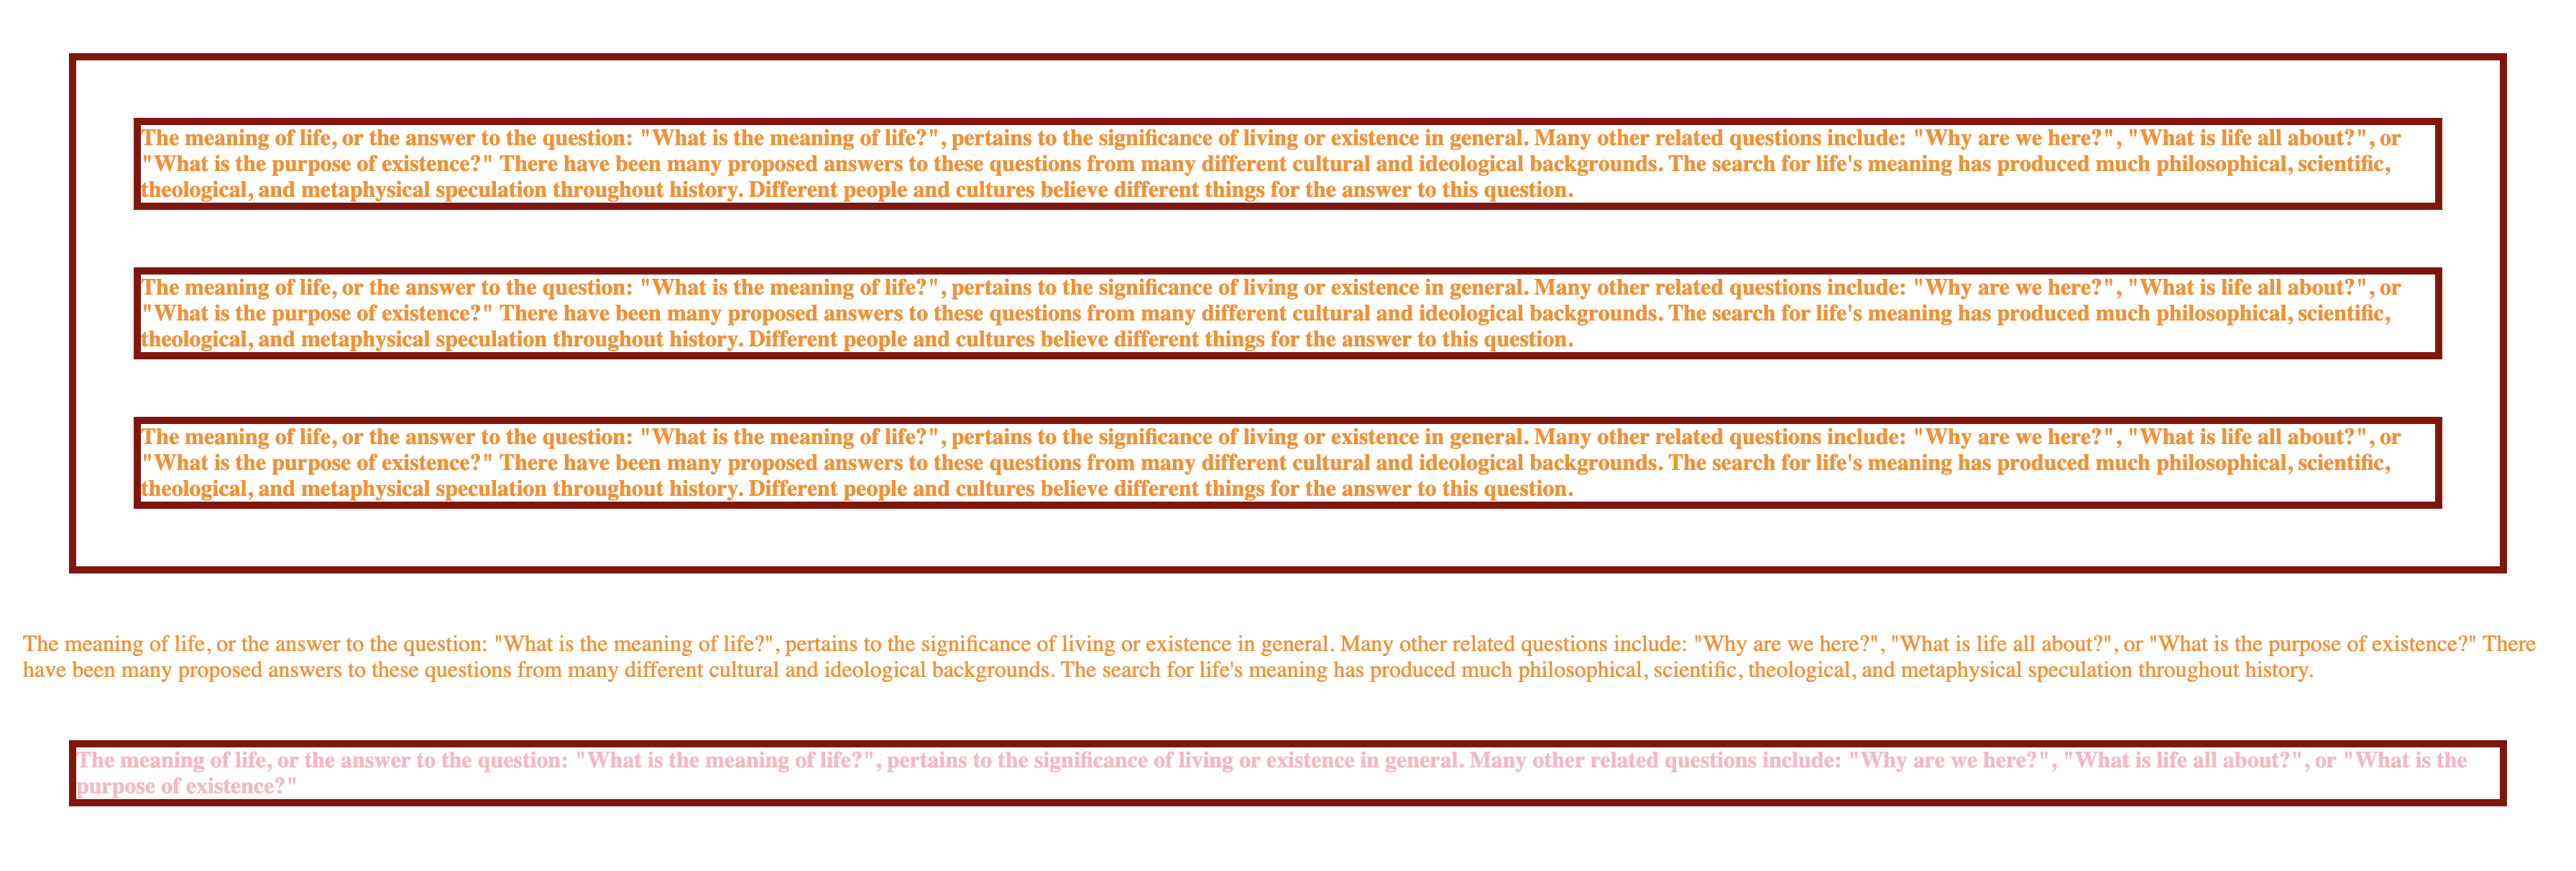 The meaning of life, or the answer to the question: "What is the meaning of life?", pertains to the significance of living or existence in general. Many other related questions include: "Why are we here?", "What is life all about?", or
"What is the purpose of existence?" There have been many proposed answers to these questions from many different cultural and ideological backgrounds. The search for life's meaning has produced much philosophical, scientific,
theological, and metaphysical speculation throughout history. Different people and cultures believe different things for the answer to this question.
The meaning of life, or the answer to the question: "What is the meaning of life?", pertains to the significance of living or existence in general. Many other related questions include: "Why are we here?", "What is life all about?", or
"What is the purpose of existence?" There have been many proposed answers to these questions from many different cultural and ideological backgrounds. The search for life's meaning has produced much philosophical, scientific,
theological, and metaphysical speculation throughout history. Different people and cultures believe different things for the answer to this question.
The meaning of life, or the answer to the question: "What is the meaning of life?", pertains to the significance of living or existence in general. Many other related questions include: "Why are we here?", "What is life all about?", or
"What is the purpose of existence?" There have been many proposed answers to these questions from many different cultural and ideological backgrounds. The search for life's meaning has produced much philosophical, scientific,
theological, and metaphysical speculation throughout history. Different people and cultures believe different things for the answer to this question.
The meaning of life, or the answer to the question: "What is the meaning of life?", pertains to the significance of living or existence in general. Many other related questions include: "Why are we here?", "What is life all about?", or "What is the purpose of existence?" There
have been many proposed answers to these questions from many different cultural and ideological backgrounds. The search for life's meaning has produced much philosophical, scientific, theological, and metaphysical speculation throughout history.
The meaning of life, or the answer to the question: "What is the meaning of life?", pertains to the significance of living or existence in general. Many other related questions include: "Why are we here?", "What is life all about?", or "What is the
purpose of existence?"